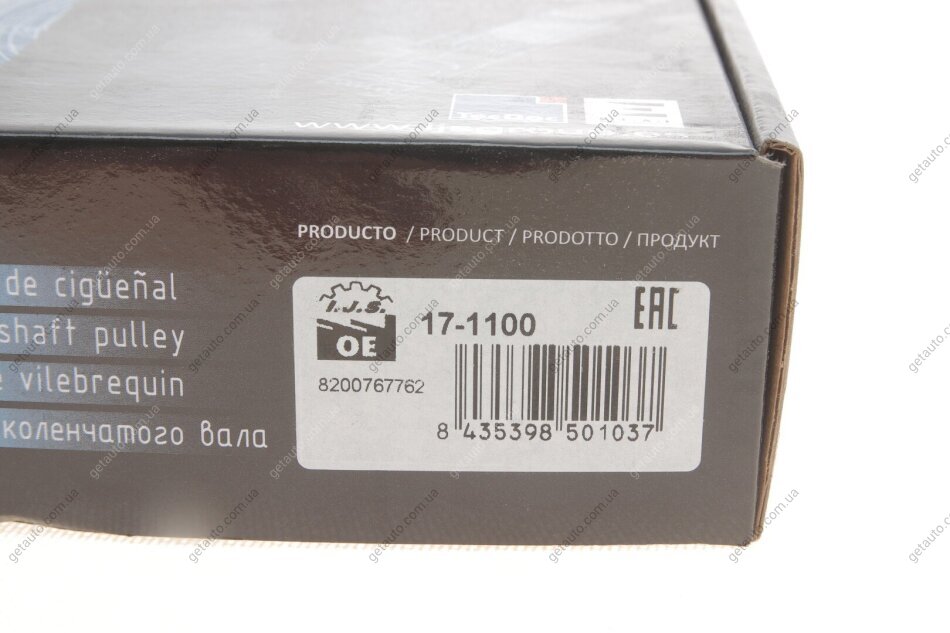 PRODUCTO / PRODUCT / PRODOTTO / ПРОДУКТ
de cigüeñal
shaft pulley
vilebrequin
коленчатого вала
I.J.S.
OE
17-1100
EAC
8200767762
8 435398 501037
getauto.com.ua